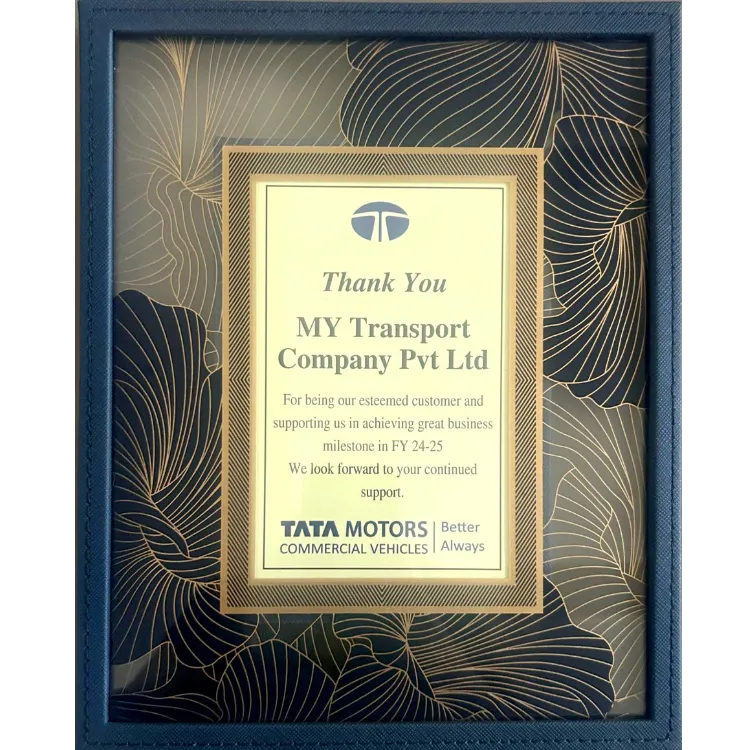 Thank You
MY Transport
Company Pvt Ltd
For being our esteemed customer and
supporting us in achieving great business
milestone in FY 24-25
We look forward to your continued
support.
TATA MOTORS | Better
COMMERCIAL VEHICLES | Always